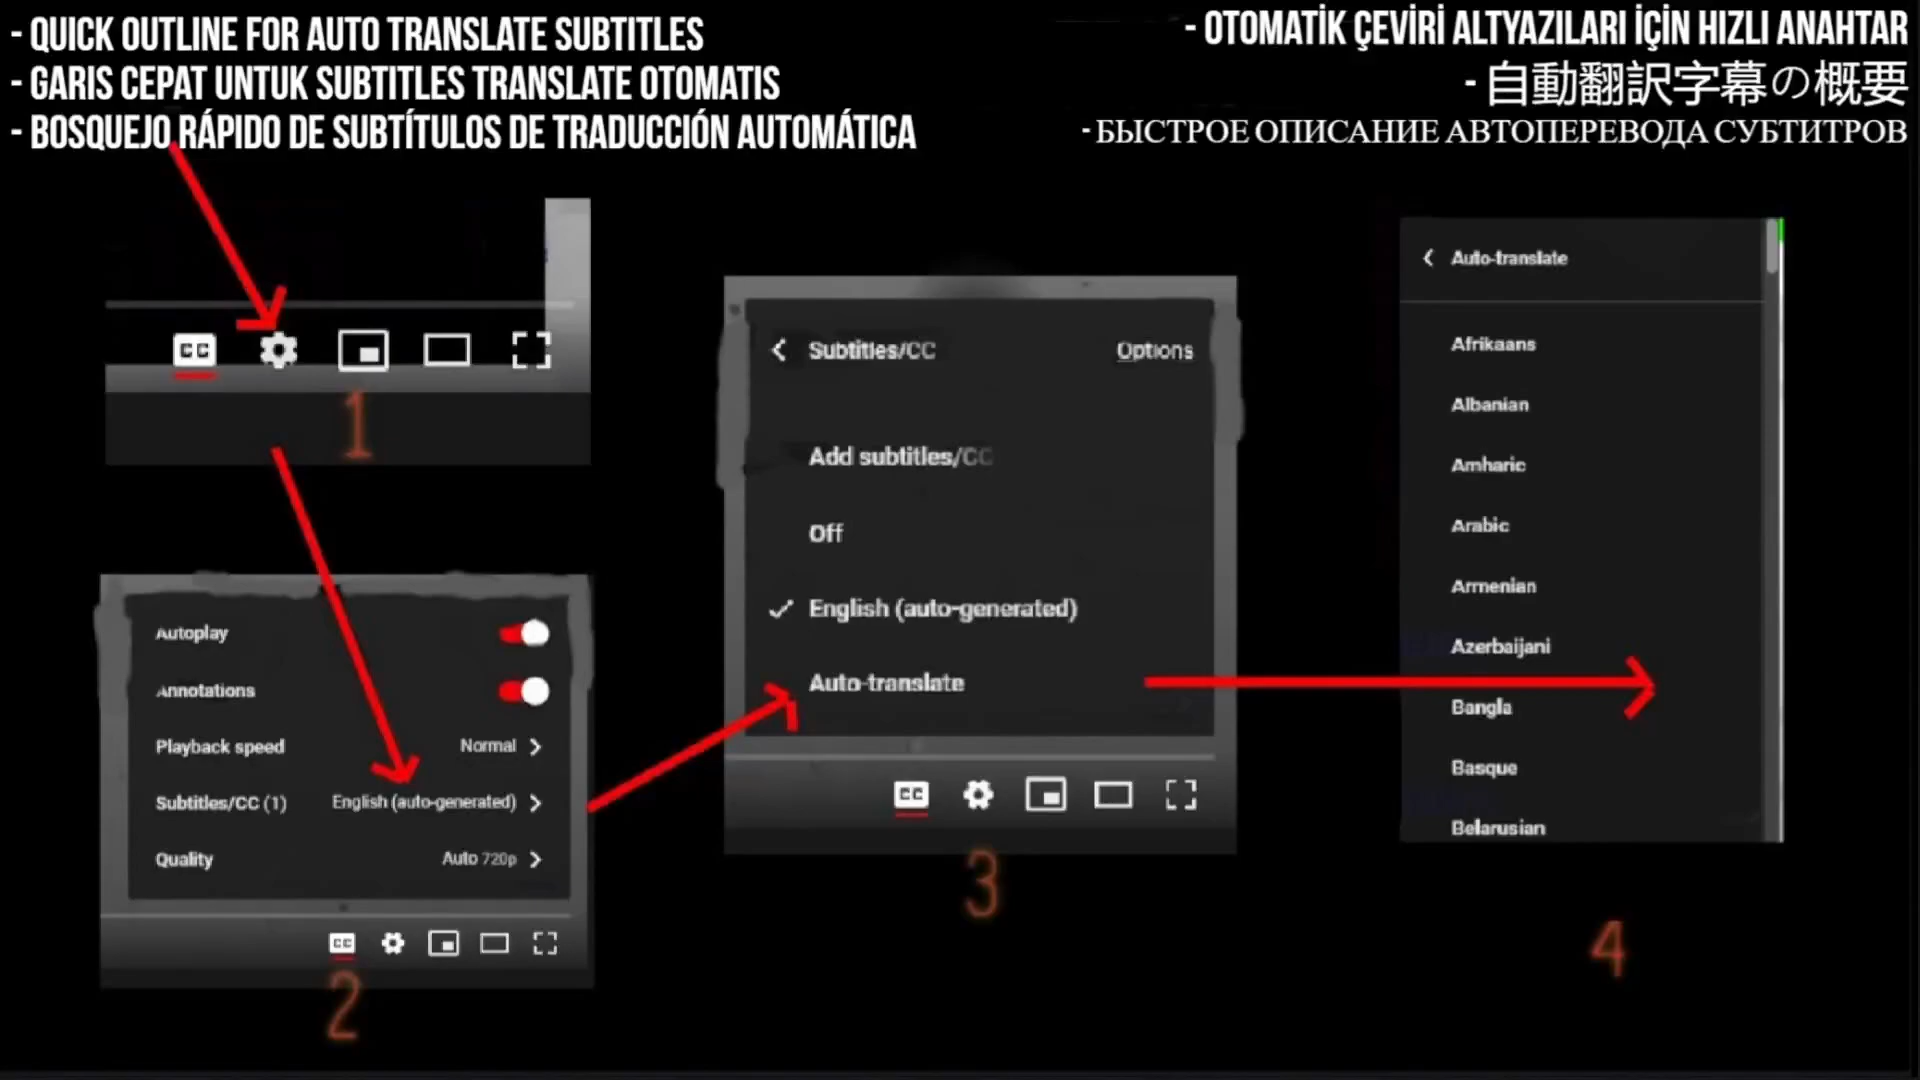 - QUICK OUTLINE FOR AUTO TRANSLATE SUBTITLES
- GARIS CEPAT UNTUK SUBTITLES TRANSLATE OTOMATIS
- BOSQUEJO RÁPIDO DE SUBTÍTULOS DE TRADUCCIÓN AUTOMÁTICA
- OTOMATİK ÇEVİRİ ALTYAZILARI İÇİN HIZLI ANAHTAR
- 自動翻訳字幕の概要
- БЫСТРОЕ ОПИСАНИЕ АВТОПЕРЕВОДА СУБТИТРОВ
CC
1
Autoplay
Annotations
Playback speed Normal
Subtitles/CC (1) English (auto-generated)
Quality Auto 720p
CC
2
Subtitles/CC Options
Add subtitles/CC
Off
English (auto-generated)
Auto-translate
CC
3
Auto-translate
Afrikaans
Albanian
Amharic
Arabic
Armenian
Azerbaijani
Bangla
Basque
Belarusian
4